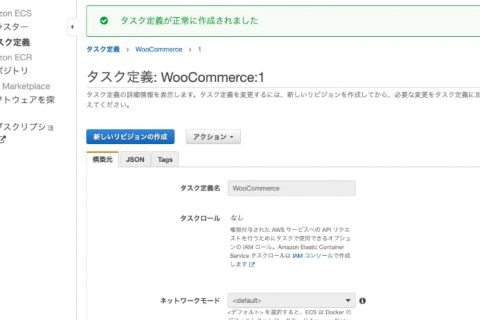 タスク定義が正常に作成されました
zon ECS
ラスター
スク定義
zon ECR
ポジトリ
Marketplace
フトウェアを探
ブスクリプショ
タスク定義 > WooCommerce > 1
タスク定義: WooCommerce:1
タスク定義の詳細情報を表示します。タスク定義を変更するには、新しいリビジョンを作成してから、必要な変更をタスク定義に加
えてください。
新しいリビジョンの作成 アクション
構築元 JSON Tags
タスク定義名 WooCommerce
タスクロール なし
権限付与された AWS サービスへの API リクエ
ストを行うためにタスクで使用できるオプション
の IAM ロール。Amazon Elastic Container
Service タスクロールは IAM コンソールで作成
します
ネットワークモード <default>
<デフォルト> を選択すると、ECS は Docker の